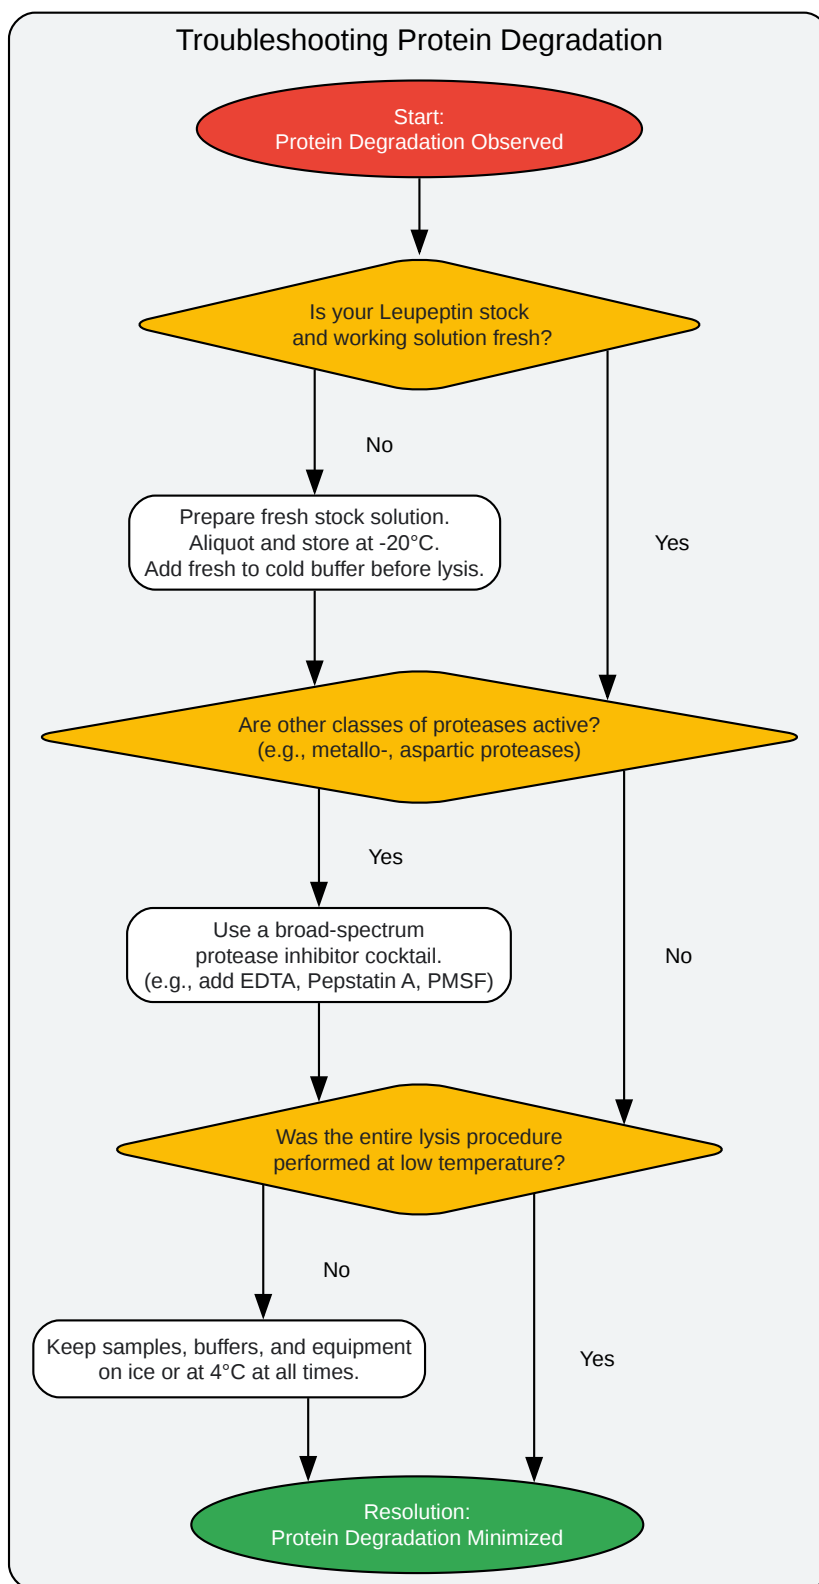 Troubleshooting Protein Degradation
Start:
Protein Degradation Observed
Is your Leupeptin stock
and working solution fresh?
No
Yes
Prepare fresh stock solution.
Aliquot and store at -20°C.
Add fresh to cold buffer before lysis.
Are other classes of proteases active?
(e.g., metallo-, aspartic proteases)
Yes
No
Use a broad-spectrum
protease inhibitor cocktail.
(e.g., add EDTA, Pepstatin A, PMSF)
Was the entire lysis procedure
performed at low temperature?
No
Yes
Keep samples, buffers, and equipment
on ice or at 4°C at all times.
Resolution:
Protein Degradation Minimized